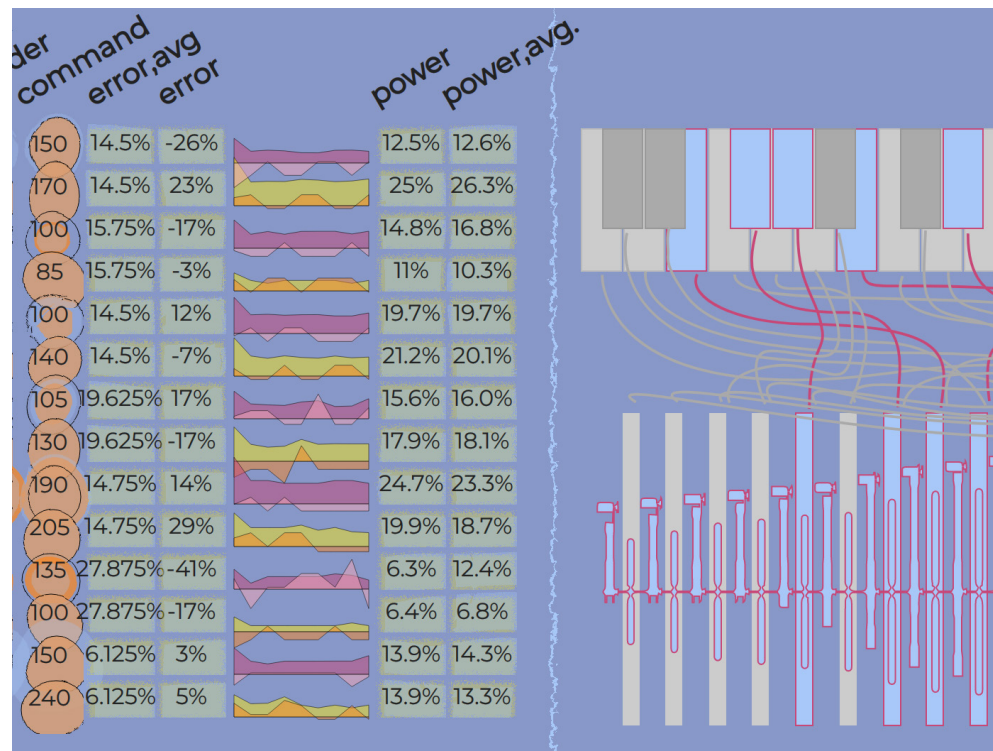 der command error,avg error power power,avg.
150 14.5% -26% 12.5% 12.6%
170 14.5% 23% 25% 26.3%
100 15.75% -17% 14.8% 16.8%
85 15.75% -3% 11% 10.3%
100 14.5% 12% 19.7% 19.7%
140 14.5% -7% 21.2% 20.1%
105 19.625% 17% 15.6% 16.0%
130 19.625% -17% 17.9% 18.1%
190 14.75% 14% 24.7% 23.3%
205 14.75% 29% 19.9% 18.7%
135 27.875% -41% 6.3% 12.4%
100 27.875% -17% 6.4% 6.8%
150 6.125% 3% 13.9% 14.3%
240 6.125% 5% 13.9% 13.3%